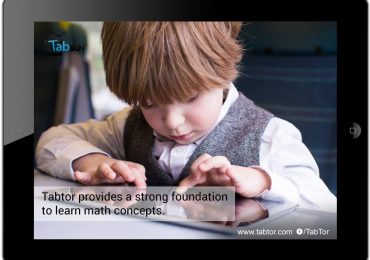 Tabtor
Tabtor provides a strong foundation
to learn math concepts.
www.tabtor.com f/TabTor